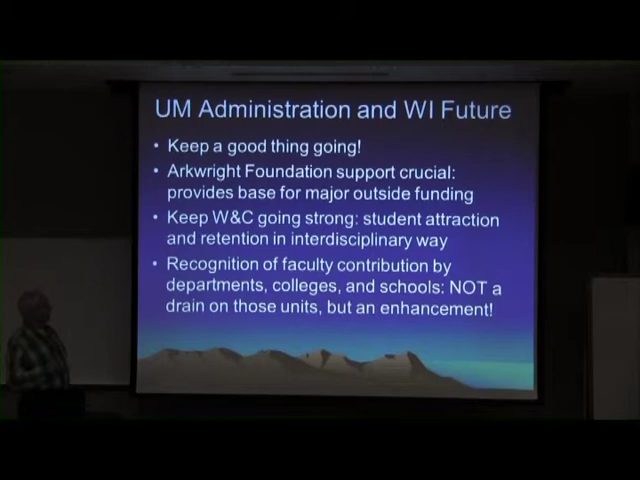 UM Administration and WI Future
• Keep a good thing going!
• Arkwright Foundation support crucial:
provides base for major outside funding
• Keep W&C going strong: student attraction
and retention in interdisciplinary way
• Recognition of faculty contribution by
departments, colleges, and schools: NOT a
drain on those units, but an enhancement!